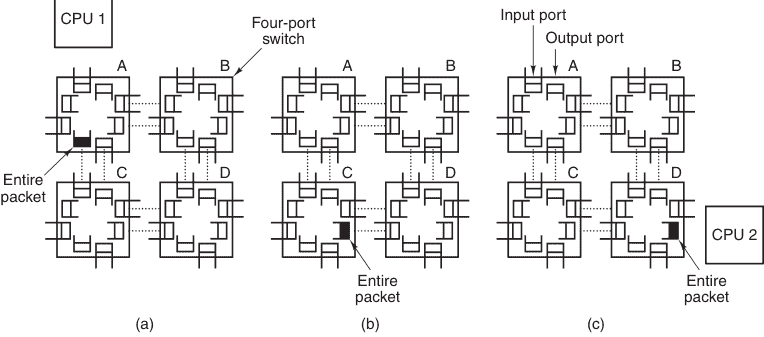 CPU 1
Four-port
switch
Input port
Output port
A
B
A
B
A
B
Entire
packet
C
D
C
D
C
D
CPU 2
Entire
packet
Entire
packet
(a)
(b)
(c)